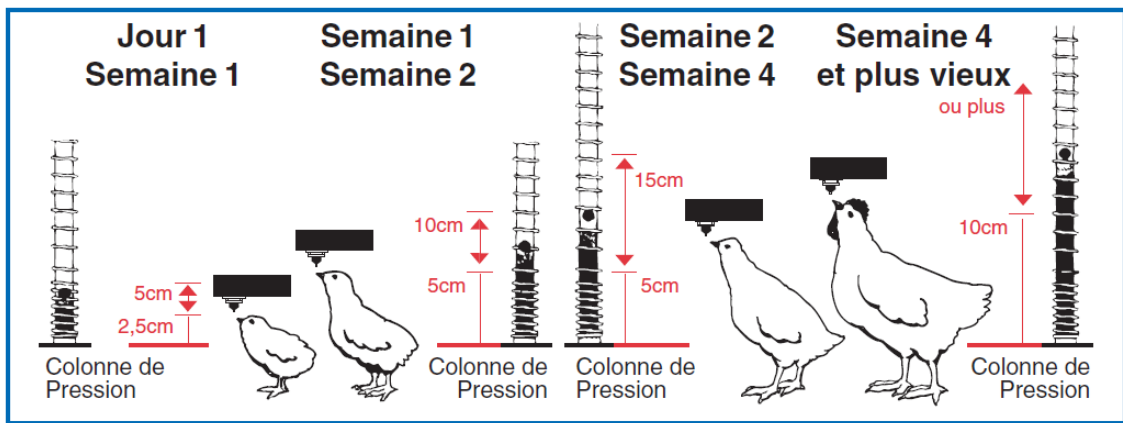 Jour 1
Semaine 1
Semaine 1
Semaine 2
Semaine 2
Semaine 4
Semaine 4
et plus vieux
5cm
2,5cm
Colonne de
Pression
10cm
5cm
Colonne de
Pression
15cm
5cm
Colonne de
Pression
ou plus
10cm
Colonne de
Pression